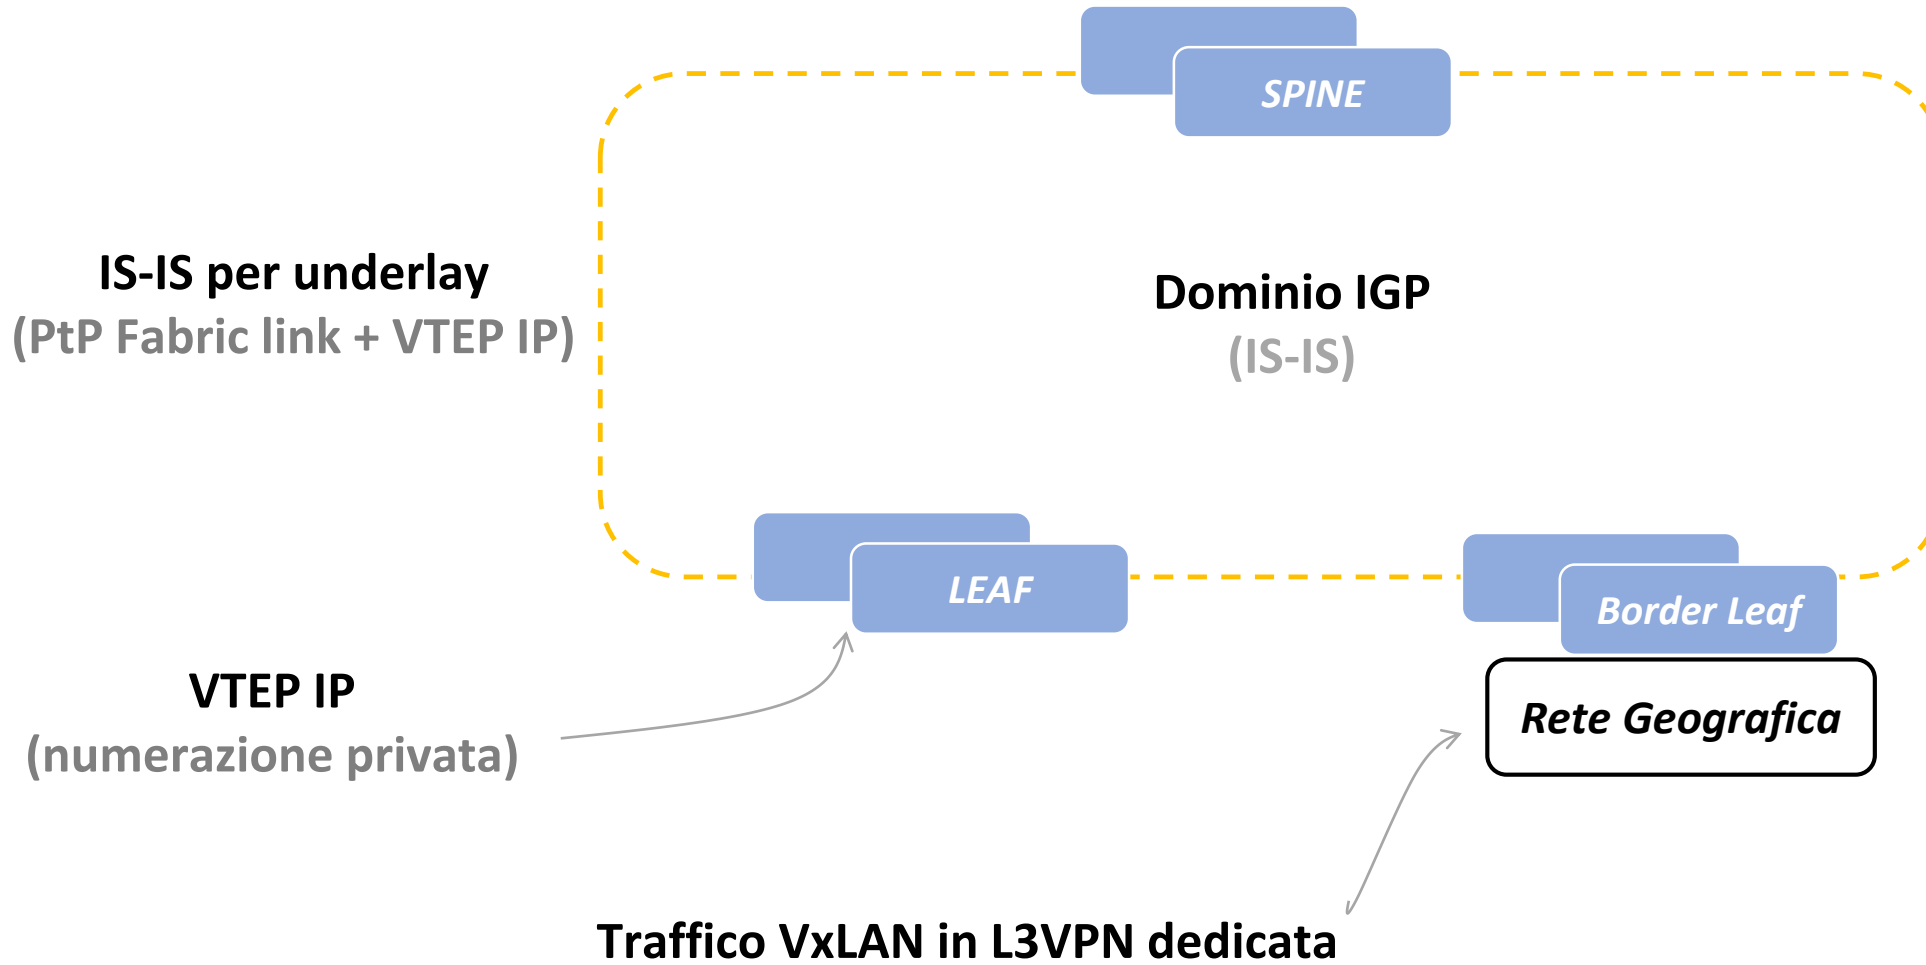 SPINE
IS-IS per underlay
(PtP Fabric link + VTEP IP)
Dominio IGP
(IS-IS)
LEAF
Border Leaf
VTEP IP
(numerazione privata)
Rete Geografica
Traffico VxLAN in L3VPN dedicata